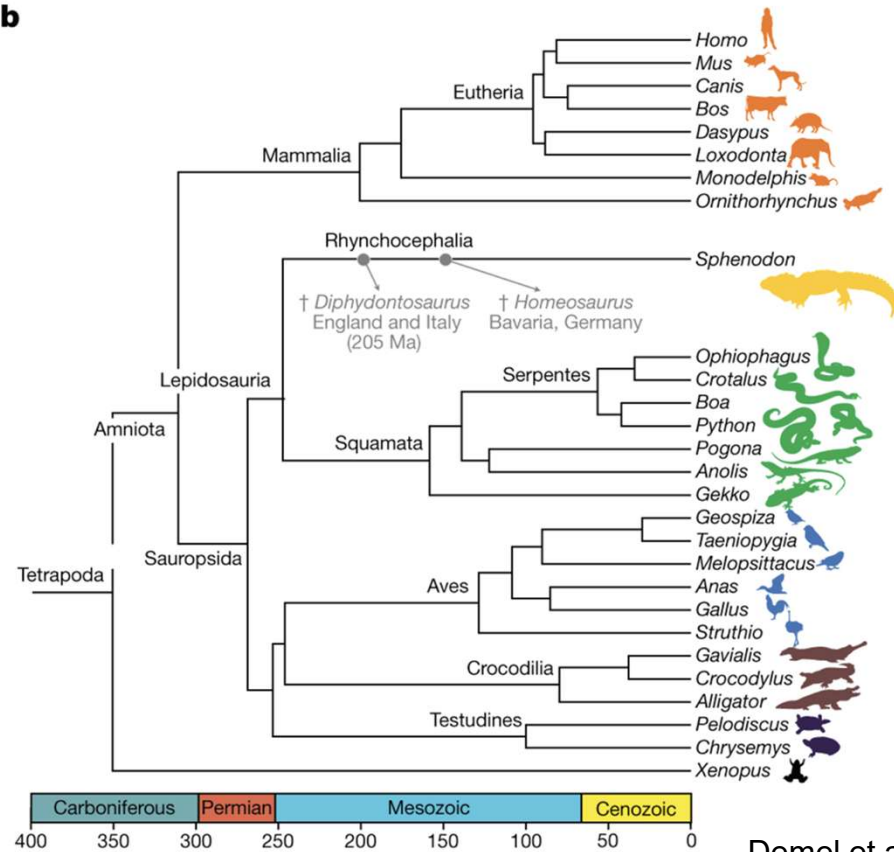 b
Homo
Mus
Canis
Eutheria
Bos
Dasypus
Mammalia
Loxodonta
Monodelphis
Ornithorhynchus
Rhynchocephalia
Sphenodon
† Diphydontosaurus
England and Italy
(205 Ma)
† Homeosaurus
Bavaria, Germany
Ophiophagus
Serpentes
Crotalus
Lepidosauria
Boa
Amniota
Python
Squamata
Pogona
Anolis
Gekko
Geospiza
Taeniopygia
Sauropsida
Melopsittacus
Tetrapoda
Aves
Anas
Gallus
Struthio
Gavialis
Crocodilia
Crocodylus
Alligator
Testudines
Pelodiscus
Chrysemys
Xenopus
Carboniferous Permian Mesozoic Cenozoic
400 350 300 250 200 150 100 50 0